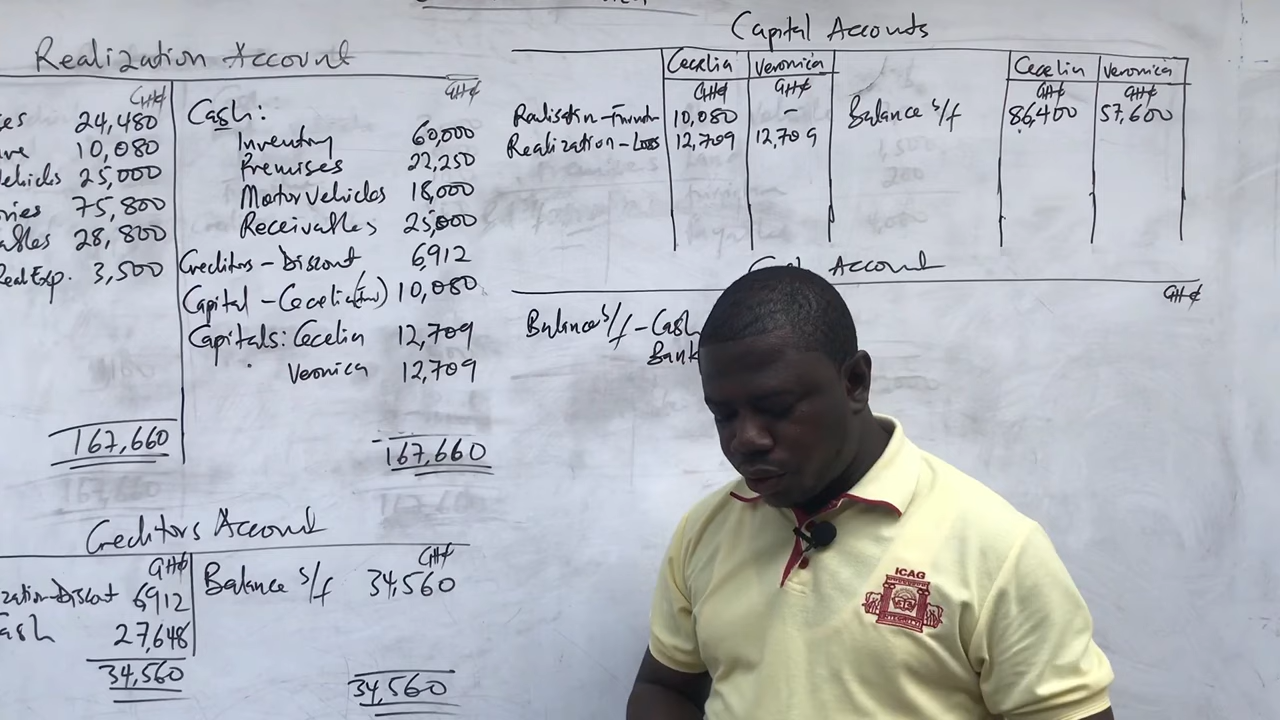 Realization Account
GH¢ GH¢
24,480 Cash:
10,080 Inventory 60,000
25,000 Premises 22,250
75,800 Motor Vehicles 18,000
28,800 Receivables 25,000
Real Exp. 3,500 Creditors - Discount 6,912
Capital - Cecelia 10,080
Capitals: Cecelia 12,709
Veronica 12,709
167,660 167,660
Creditors Account
GH¢ GH¢
6912 Balance b/f 34,560
27,648
34,560 34,560
Capital Accounts
Cecelia Veronica Cecelia Veronica
GH¢ GH¢ GH¢ GH¢
10,080 - Balance b/f 86,400 57,600
Realization - Loss 12,709 12,709
Account
GH¢
Balance b/f - Cash
Bank
ICAG
INTEGRITY